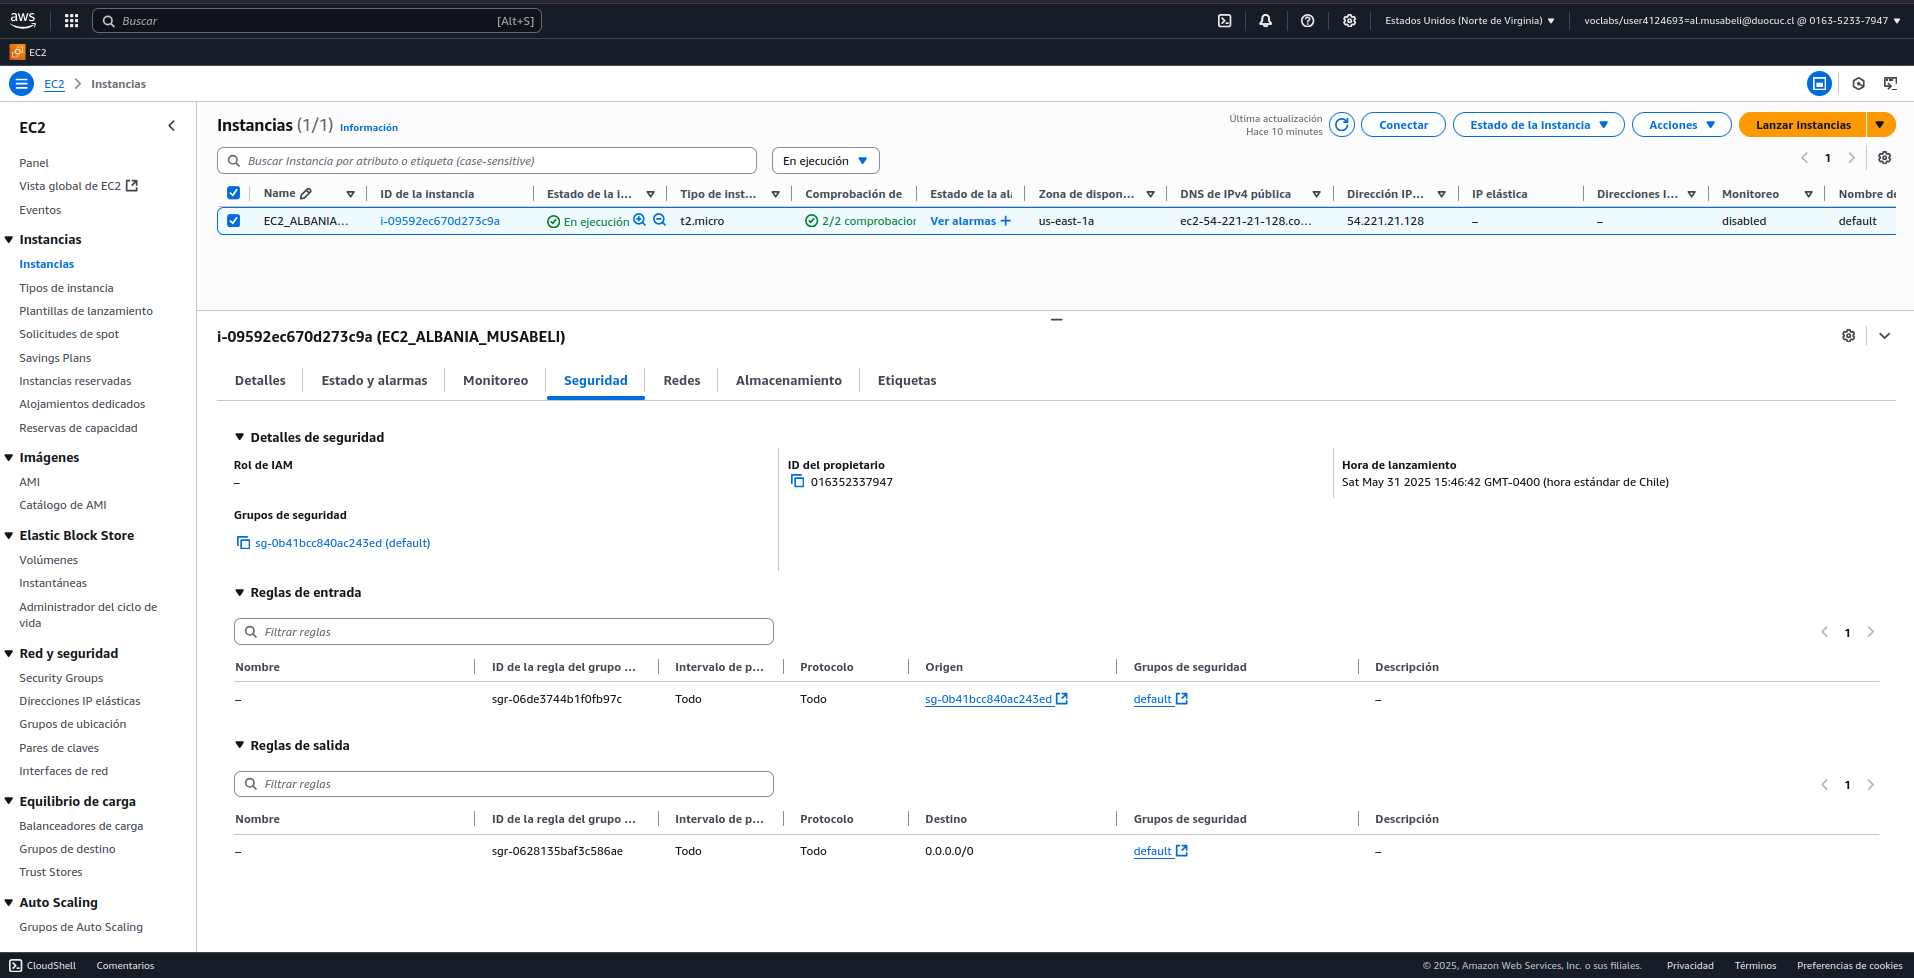 aws
Buscar [Alt+S] Estados Unidos (Norte de Virginia) voclabs/user4124693=al.musabeli@duocuc.cl @ 0163-5233-7947
EC2
EC2 Instancias
EC2
Panel
Vista global de EC2
Eventos
Instancias
Instancias
Tipos de instancia
Plantillas de lanzamiento
Solicitudes de spot
Savings Plans
Instancias reservadas
Alojamientos dedicados
Reservas de capacidad
Imágenes
AMI
Catálogo de AMI
Elastic Block Store
Volúmenes
Instantáneas
Administrador del ciclo de
vida
Red y seguridad
Security Groups
Direcciones IP elásticas
Grupos de ubicación
Pares de claves
Interfaces de red
Equilibrio de carga
Balanceadores de carga
Grupos de destino
Trust Stores
Auto Scaling
Grupos de Auto Scaling
Instancias (1/1) Información
Última actualización
Hace 10 minutes
Conectar Estado de la instancia Acciones Lanzar instancias
Buscar Instancia por atributo o etiqueta (case-sensitive) En ejecución 1
Name ID de la instancia Estado de la i... Tipo de inst... Comprobación de Estado de la al Zona de dispon... DNS de IPv4 pública Dirección IP... IP elástica Direcciones I... Monitoreo Nombre de
EC2_ALBANIA... i-09592ec670d273c9a En ejecución t2.micro 2/2 comprobacior Ver alarmas + us-east-1a ec2-54-221-21-128.co... 54.221.21.128 – – disabled default
i-09592ec670d273c9a (EC2_ALBANIA_MUSABELI)
Detalles Estado y alarmas Monitoreo Seguridad Redes Almacenamiento Etiquetas
Detalles de seguridad
Rol de IAM
–
Grupos de seguridad
sg-0b41bcc840ac243ed (default)
ID del propietario
016352337947
Hora de lanzamiento
Sat May 31 2025 15:46:42 GMT-0400 (hora estándar de Chile)
Reglas de entrada
Filtrar reglas 1
Nombre ID de la regla del grupo ... Intervalo de p... Protocolo Origen Grupos de seguridad Descripción
– sgr-06de3744b1f0fb97c Todo Todo sg-0b41bcc840ac243ed default –
Reglas de salida
Filtrar reglas 1
Nombre ID de la regla del grupo ... Intervalo de p... Protocolo Destino Grupos de seguridad Descripción
– sgr-0628135baf3c586ae Todo Todo 0.0.0.0/0 default –
CloudShell Comentarios © 2025, Amazon Web Services, Inc. o sus filiales. Privacidad Términos Preferencias de cookies